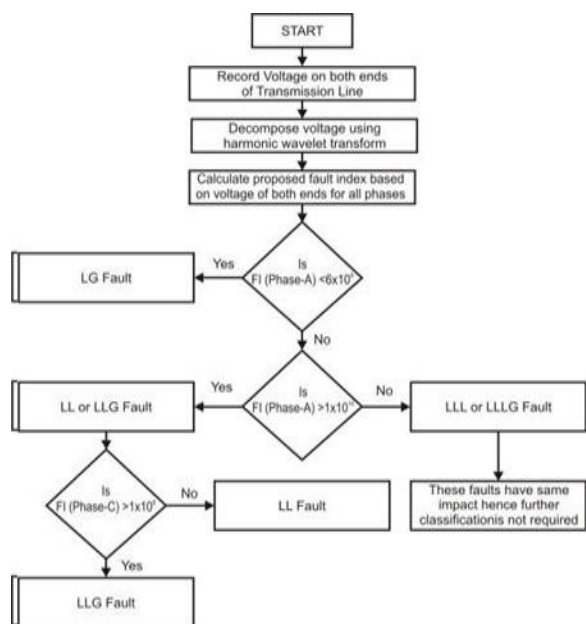 START
Record Voltage on both ends
of Transmission Line
Decompose voltage using
harmonic wavelet transform
Calculate proposed fault index based
on voltage of both ends for all phases
Is
FI (Phase-A) <6x10⁹
Yes
LG Fault
No
Is
FI (Phase-A) >1x10¹⁰
Yes
LL or LLG Fault
No
LLL or LLLG Fault
These faults have same
impact hence further
classificationis not required
Is
FI (Phase-C) >1x10⁹
No
LL Fault
Yes
LLG Fault